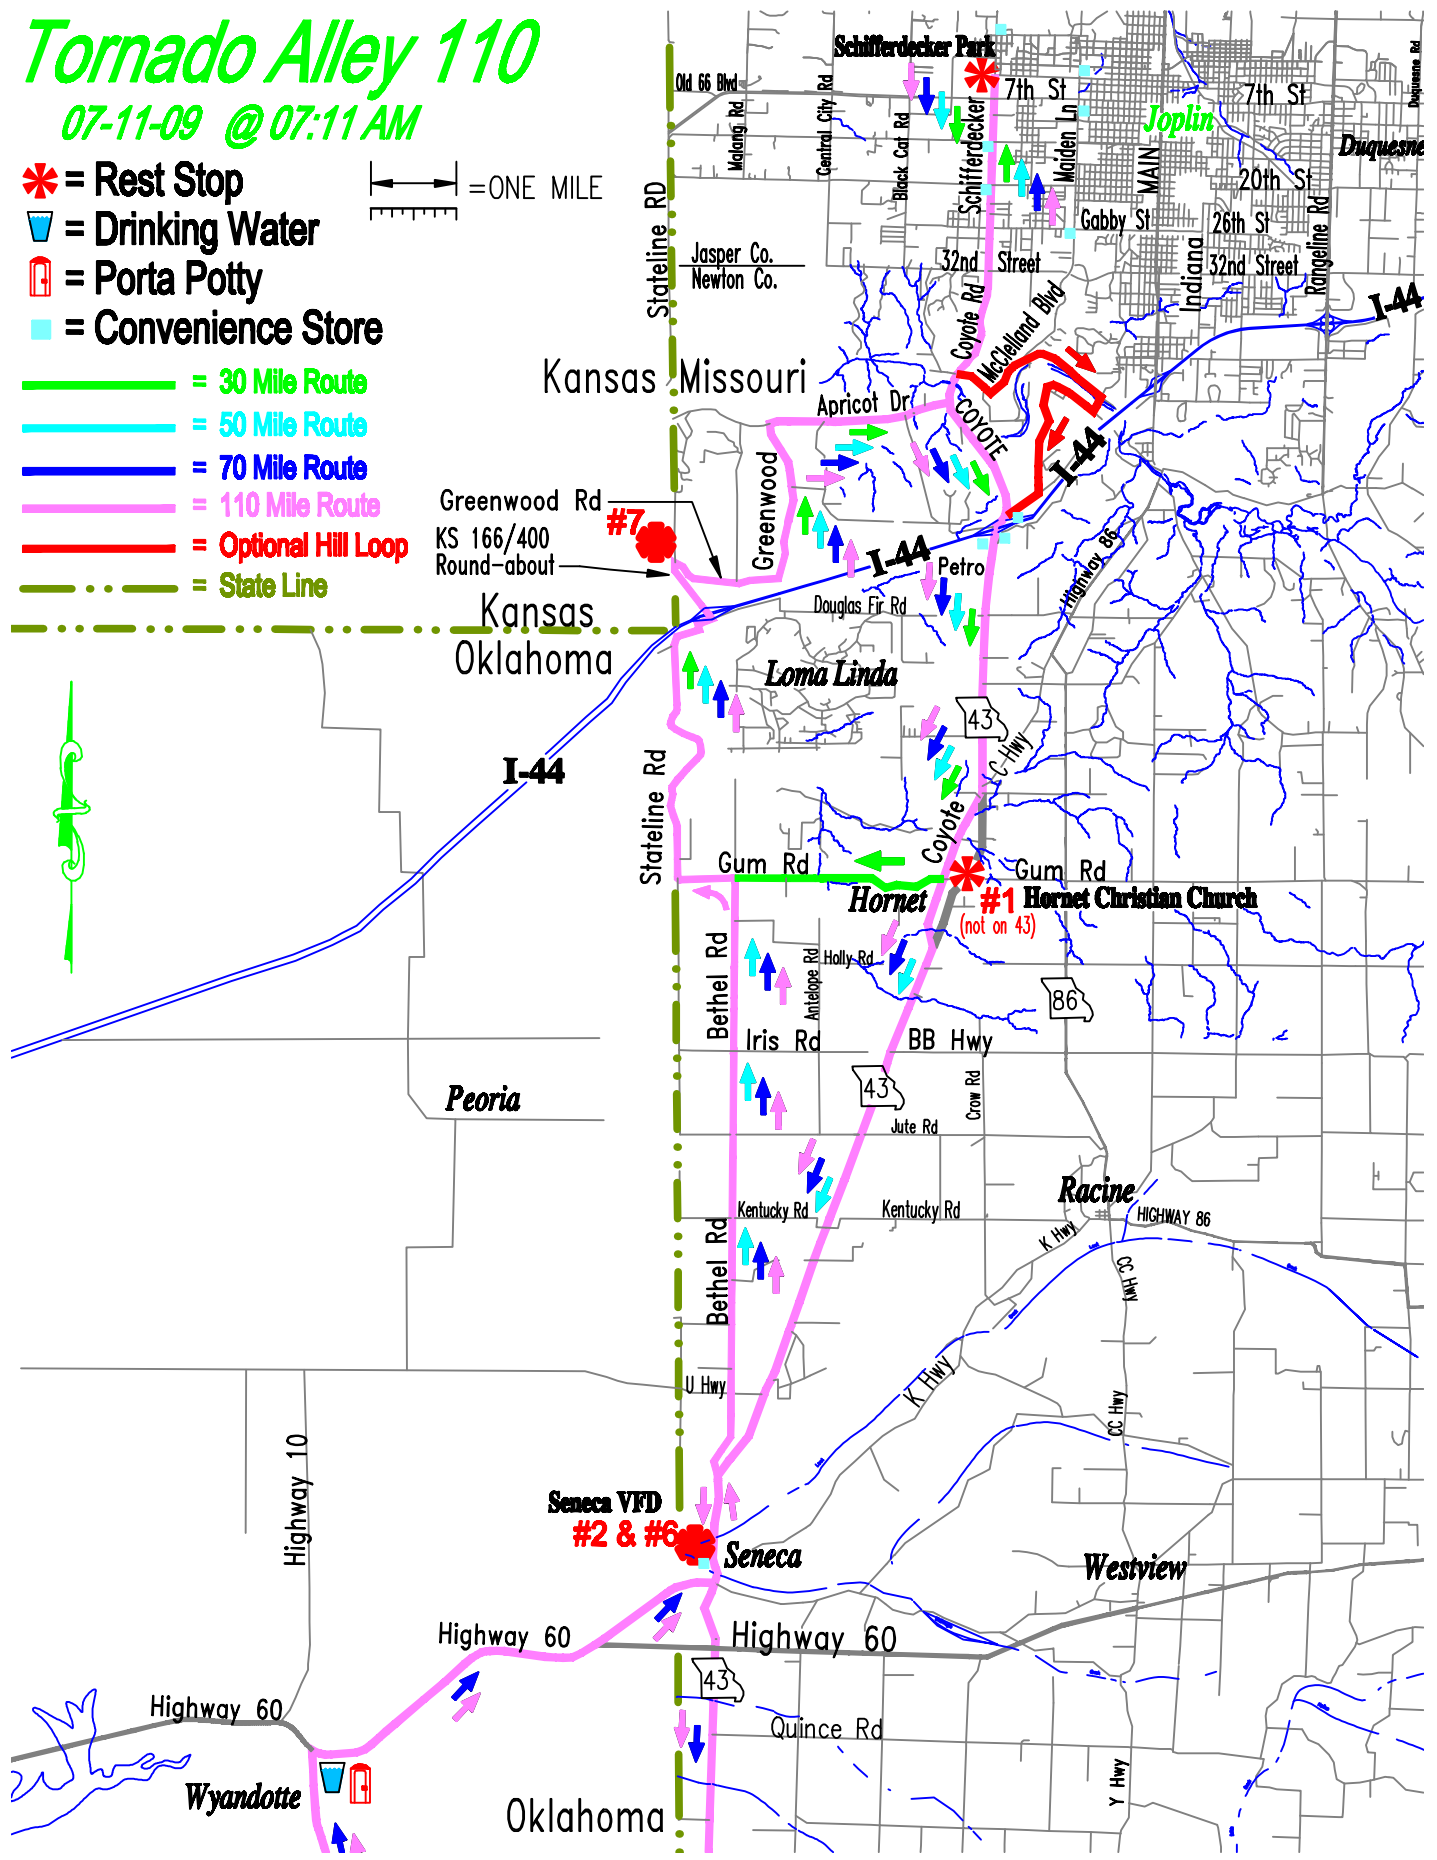 Tornado Alley 110
07-11-09 @ 07:11 AM
= Rest Stop
= Drinking Water
= Porta Potty
= Convenience Store
=ONE MILE
= 30 Mile Route
= 50 Mile Route
= 70 Mile Route
= 110 Mile Route
= Optional Hill Loop
= State Line
Schifferdecker Park
Old 66 Blvd
7th St
7th St
Duquesne Rd
Malang Rd
Central City Rd
Black Cat Rd
Schifferdecker
Maiden Ln
Joplin
MAIN
Duquesne
20th St
Stateline RD
Gabby St
26th St
Jasper Co.
Newton Co.
32nd Street
32nd Street
Indiana
Rangeline Rd
I-44
Coyote Rd
McClelland Blvd
Kansas
Missouri
Apricot Dr
COYOTE
I-44
Greenwood Rd
Greenwood
#7
KS 166/400
Round-about
I-44
Petro
Highway 86
Kansas
Douglas Fir Rd
Oklahoma
Loma Linda
43
C Hwy
I-44
Stateline Rd
Coyote
Gum Rd
Gum Rd
Hornet
#1
Hornet Christian Church
(not on 43)
Bethel Rd
Antelope Rd
Holly Rd
86
Iris Rd
BB Hwy
Peoria
43
Crow Rd
Jute Rd
Racine
Kentucky Rd
Kentucky Rd
HIGHWAY 86
K Hwy
Bethel Rd
CC Hwy
U Hwy
K Hwy
CC Hwy
Highway 10
Seneca VFD
#2 & #6
Seneca
Westview
Highway 60
Highway 60
43
Highway 60
Quince Rd
Wyandotte
Y Hwy
Oklahoma